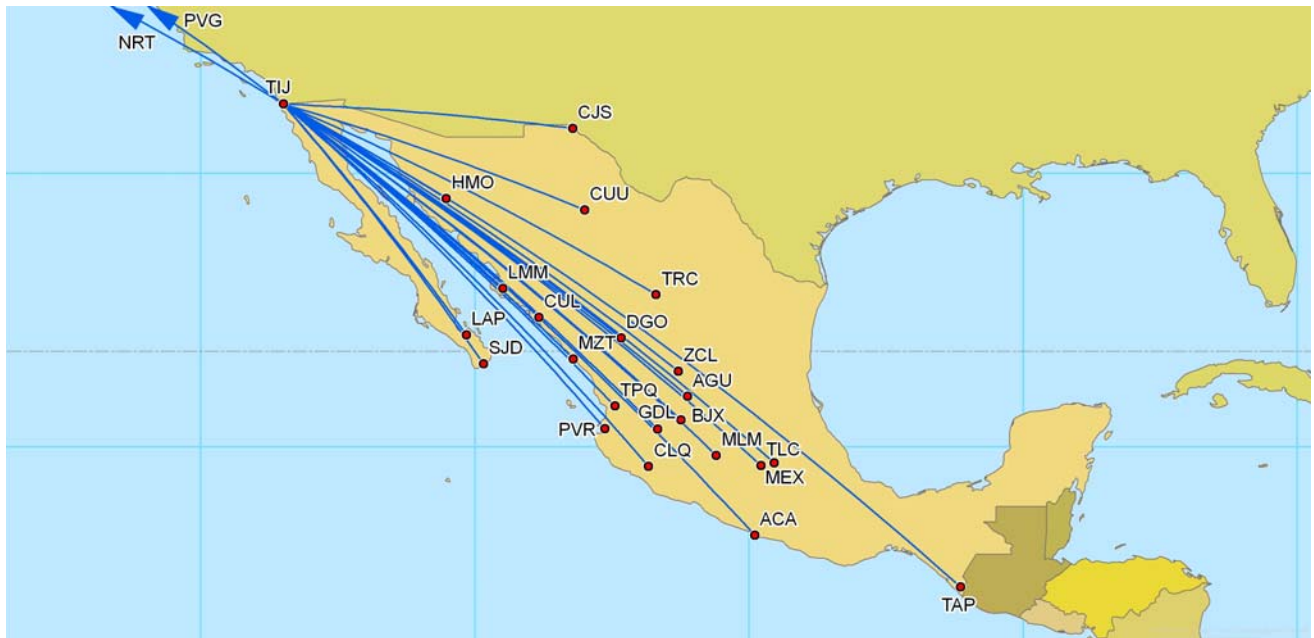 PVG
NRT
TIJ
CJS
HMO
CUU
LMM
TRC
CUL
LAP
DGO
SJD
MZT
ZCL
AGU
TPQ
GDL
BJX
PVR
MLM
TLC
CLQ
MEX
ACA
TAP